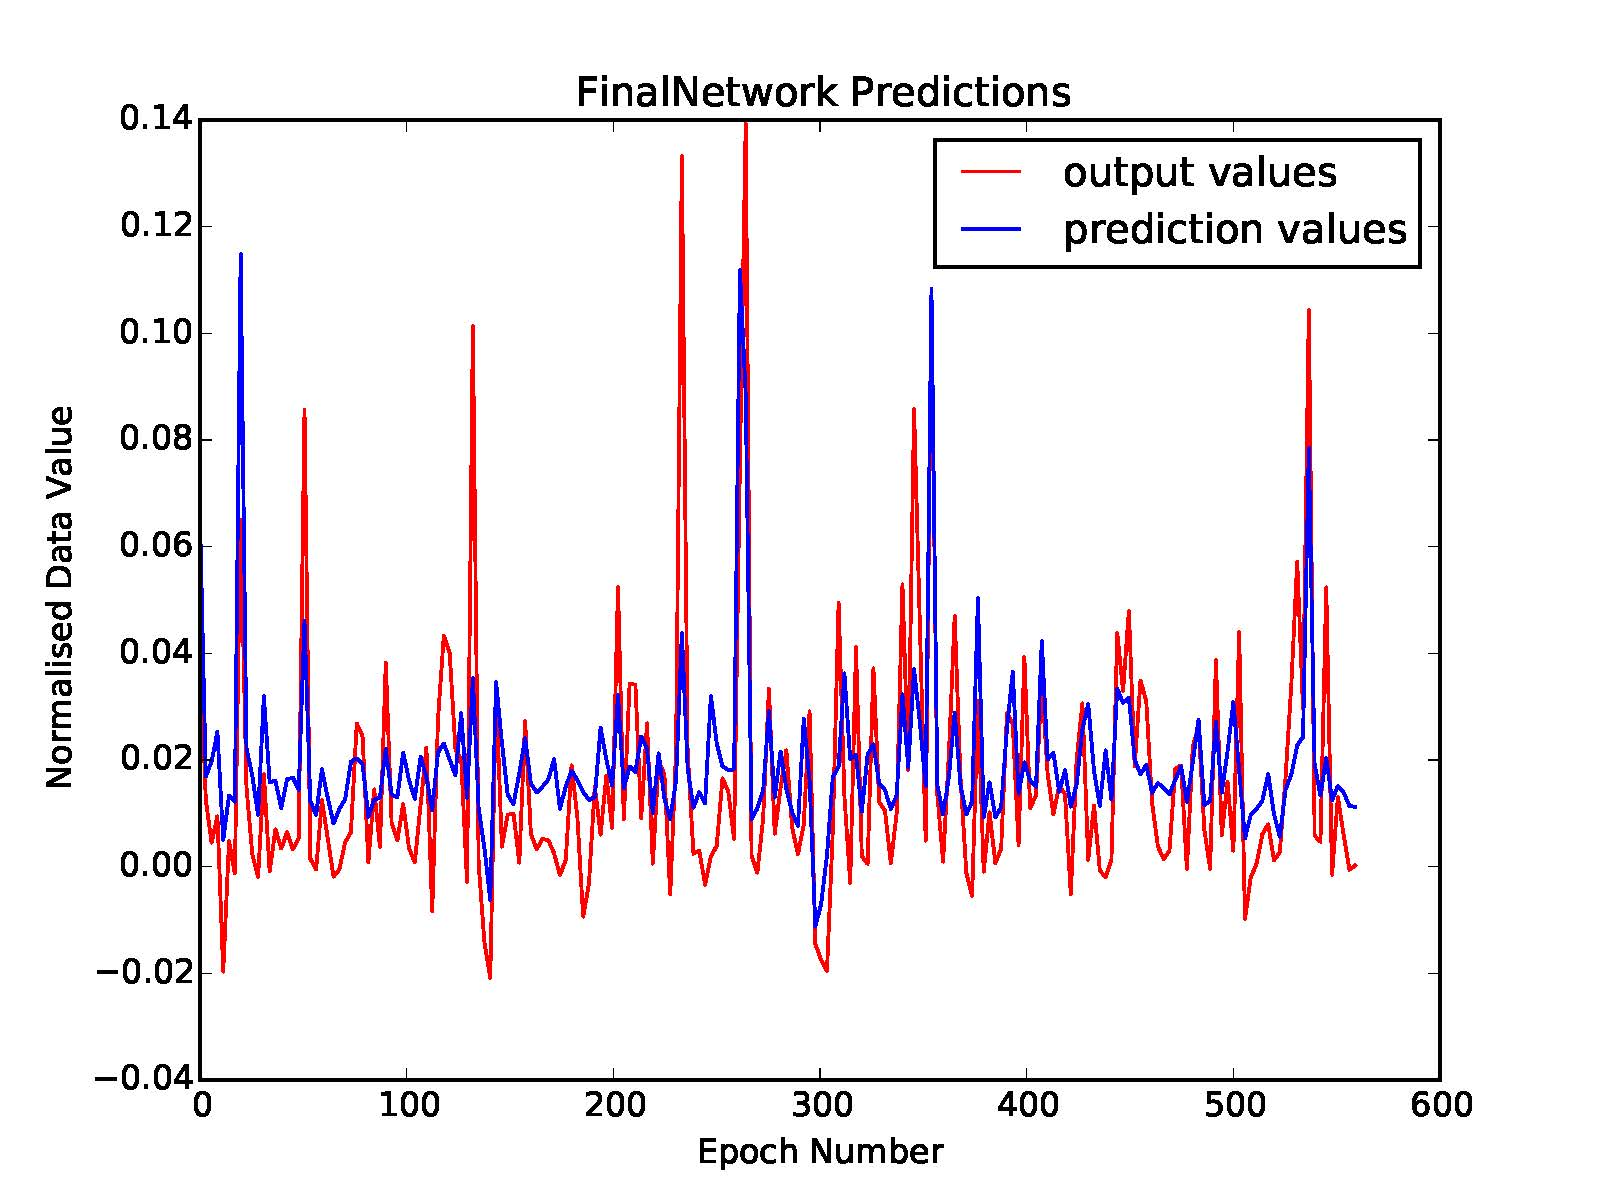 FinalNetwork Predictions
output values
prediction values
Normalised Data Value
0.14
0.12
0.10
0.08
0.06
0.04
0.02
0.00
−0.02
−0.04
0 100 200 300 400 500 600
Epoch Number